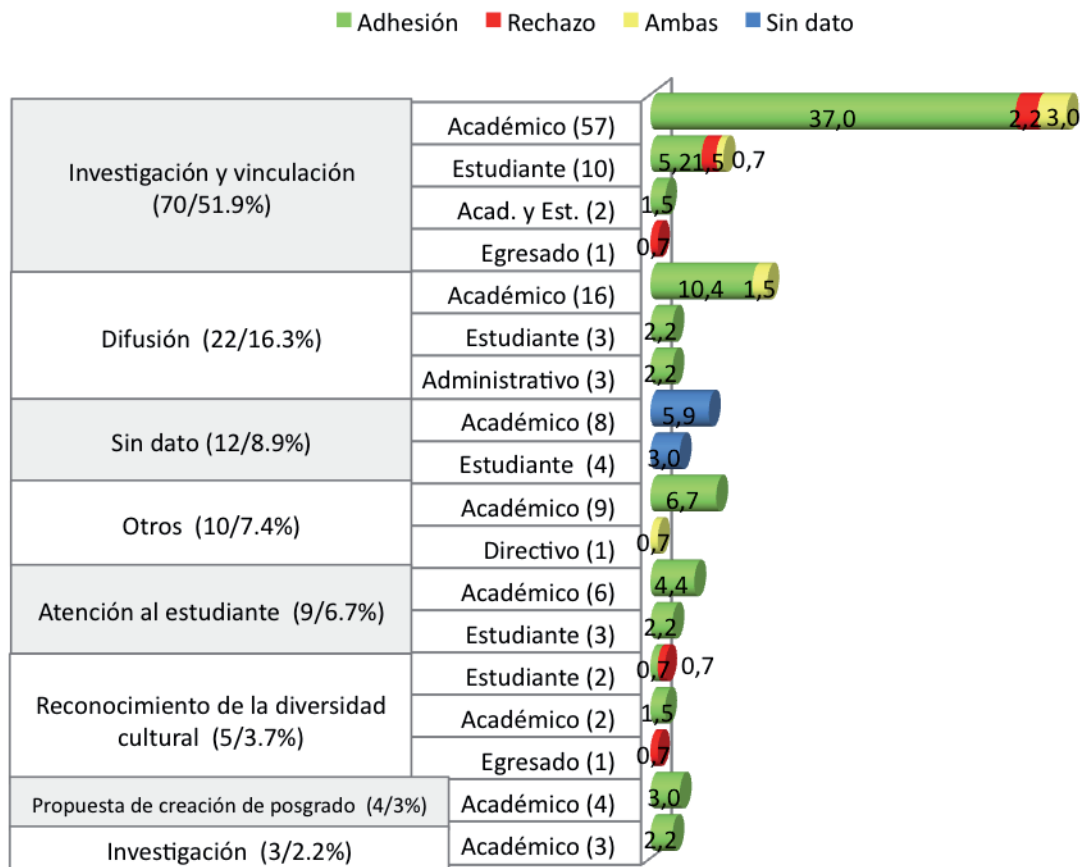 Adhesión Rechazo Ambas Sin dato
Investigación y vinculación
(70/51.9%)
Académico (57)
37,0 2,2 3,0
Estudiante (10)
5,2 1,5 0,7
Acad. y Est. (2)
1,5
Egresado (1)
0,7
Difusión (22/16.3%)
Académico (16)
10,4 1,5
Estudiante (3)
2,2
Administrativo (3)
2,2
Sin dato (12/8.9%)
Académico (8)
5,9
Estudiante (4)
3,0
Otros (10/7.4%)
Académico (9)
6,7
Directivo (1)
0,7
Atención al estudiante (9/6.7%)
Académico (6)
4,4
Estudiante (3)
2,2
Reconocimiento de la diversidad
cultural (5/3.7%)
Estudiante (2)
0,7 0,7
Académico (2)
1,5
Egresado (1)
0,7
Propuesta de creación de posgrado (4/3%)
Académico (4)
3,0
Investigación (3/2.2%)
Académico (3)
2,2